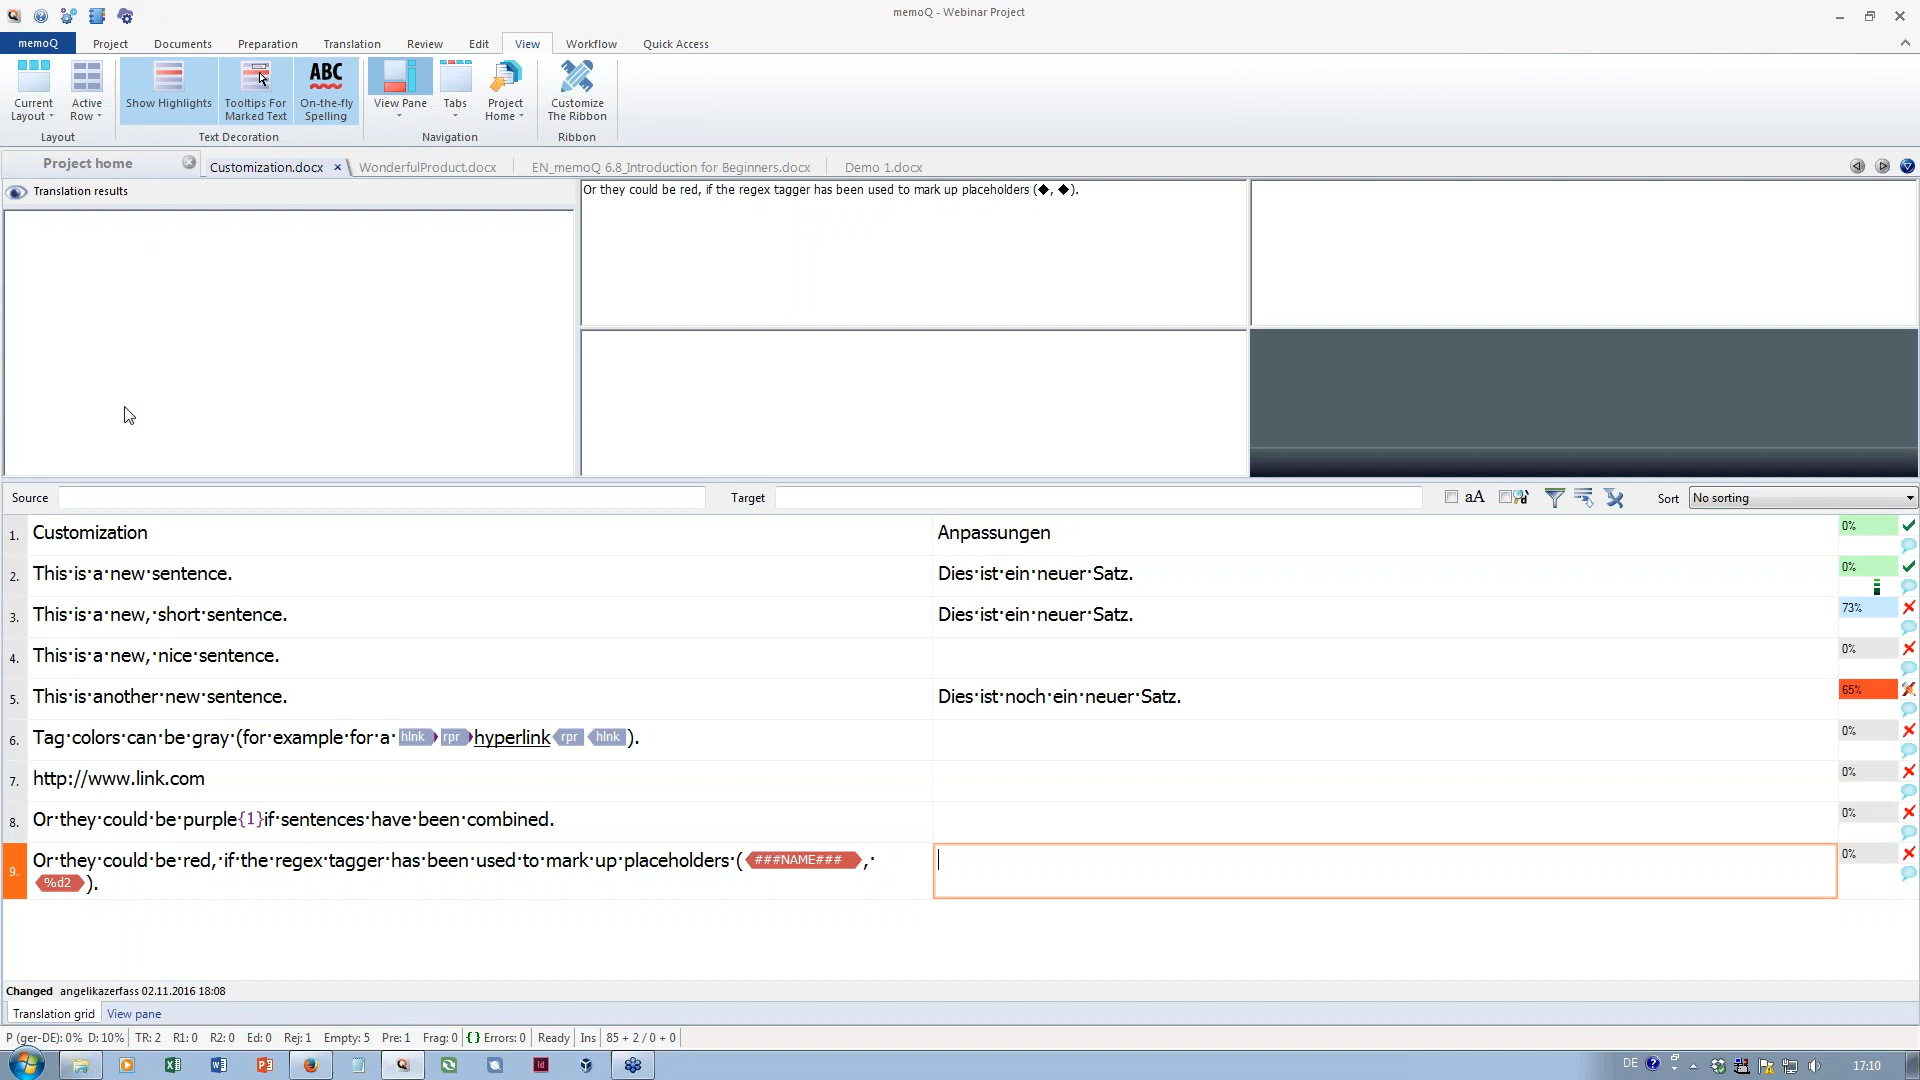 memoQ - Webinar Project
memoQ Project Documents Preparation Translation Review Edit View Workflow Quick Access
Current Layout
Active Row
Show Highlights
Tooltips For Marked Text
ABC
On-the-fly Spelling
View Pane
Tabs
Project Home
Customize The Ribbon
Layout Text Decoration Navigation Ribbon
Project home Customization.docx WonderfulProduct.docx EN_memoQ 6.8_Introduction for Beginners.docx Demo 1.docx
Translation results
Or they could be red, if the regex tagger has been used to mark up placeholders (◆, ◆).
Source Target aA Sort No sorting
1. Customization Anpassungen 0%
2. This·is·a·new·sentence. Dies·ist·ein·neuer·Satz. 0%
3. This·is·a·new,·short·sentence. Dies·ist·ein·neuer·Satz. 73%
4. This·is·a·new,·nice·sentence. 0%
5. This·is·another·new·sentence. Dies·ist·noch·ein·neuer·Satz. 65%
6. Tag·colors·can·be·gray·(for·example·for·a· hlnk rpr hyperlink rpr hlnk ). 0%
7. http://www.link.com 0%
8. Or·they·could·be·purple{1}if·sentences·have·been·combined. 0%
9. Or·they·could·be·red,·if·the·regex·tagger·has·been·used·to·mark·up·placeholders·( ###NAME### ,· 0%
%d2 ).
Changed angelikazerfass 02.11.2016 18:08
Translation grid View pane
P (ger-DE): 0% D: 10% TR: 2 R1: 0 R2: 0 Ed: 0 Rej: 1 Empty: 5 Pre: 1 Frag: 0 {} Errors: 0 Ready Ins 85 + 2 / 0 + 0
DE 17:10